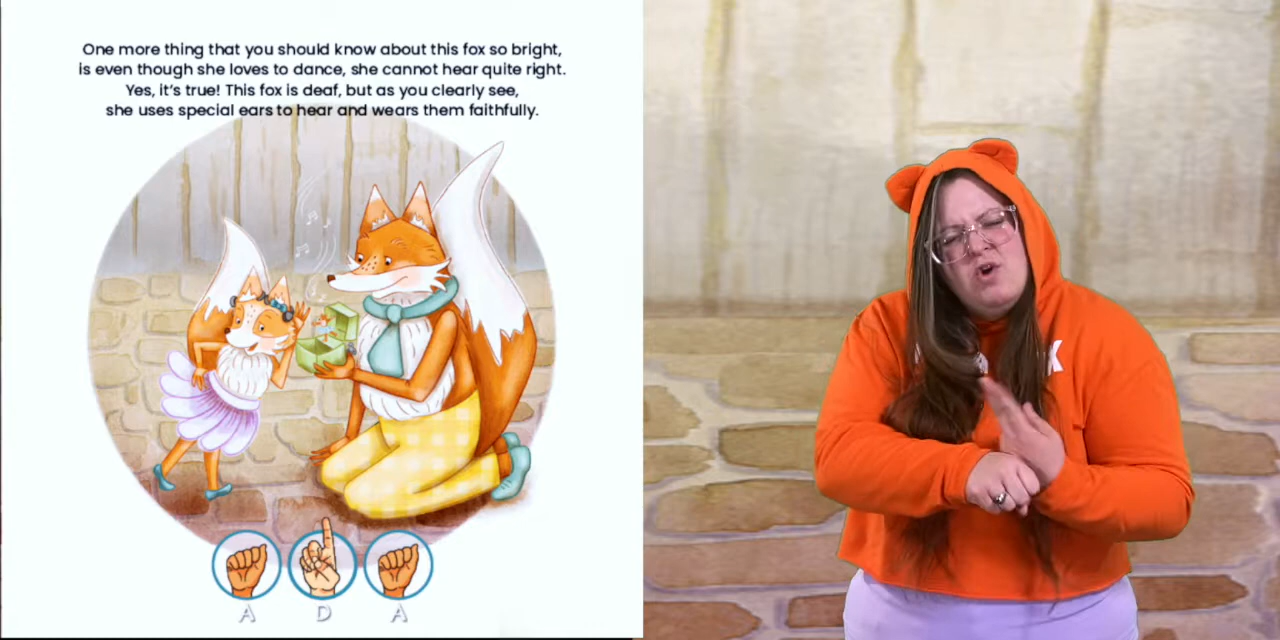 One more thing that you should know about this fox so bright,
is even though she loves to dance, she cannot hear quite right.
Yes, it's true! This fox is deaf, but as you clearly see,
she uses special ears to hear and wears them faithfully.
A D A